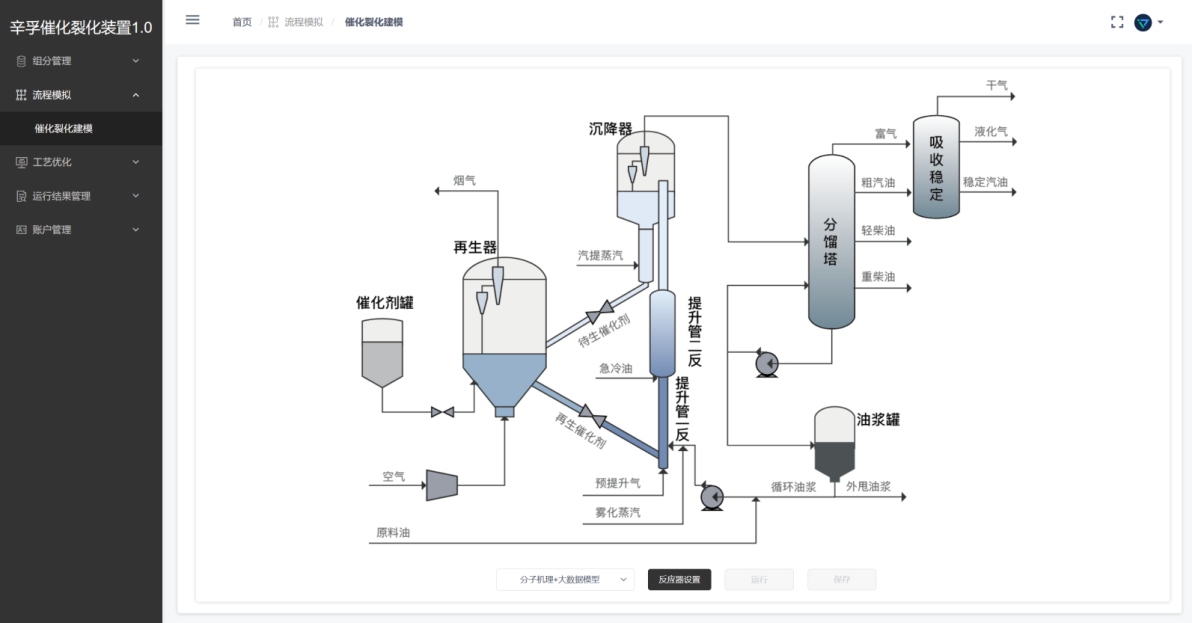 辛孚催化裂化装置1.0
组分管理
流程模拟
催化裂化建模
工艺优化
运行结果管理
账户管理
首页 / 流程模拟 / 催化裂化建模
干气
沉降器
富气
液化气
吸收稳定
烟气
粗汽油
稳定汽油
分馏塔
轻柴油
再生器
汽提蒸汽
重柴油
催化剂罐
提升管二反
待生催化剂
急冷油
提升管一反
再生催化剂
油浆罐
空气
预提升气
循环油浆
外甩油浆
雾化蒸汽
原料油
分子机理+大数据模型
反应器设置
运行
保存